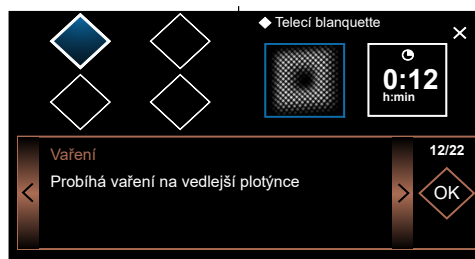 Telecí blanquette
0:12
h:min
Vaření
12/22
Probíhá vaření na vedlejší plotýnce
OK